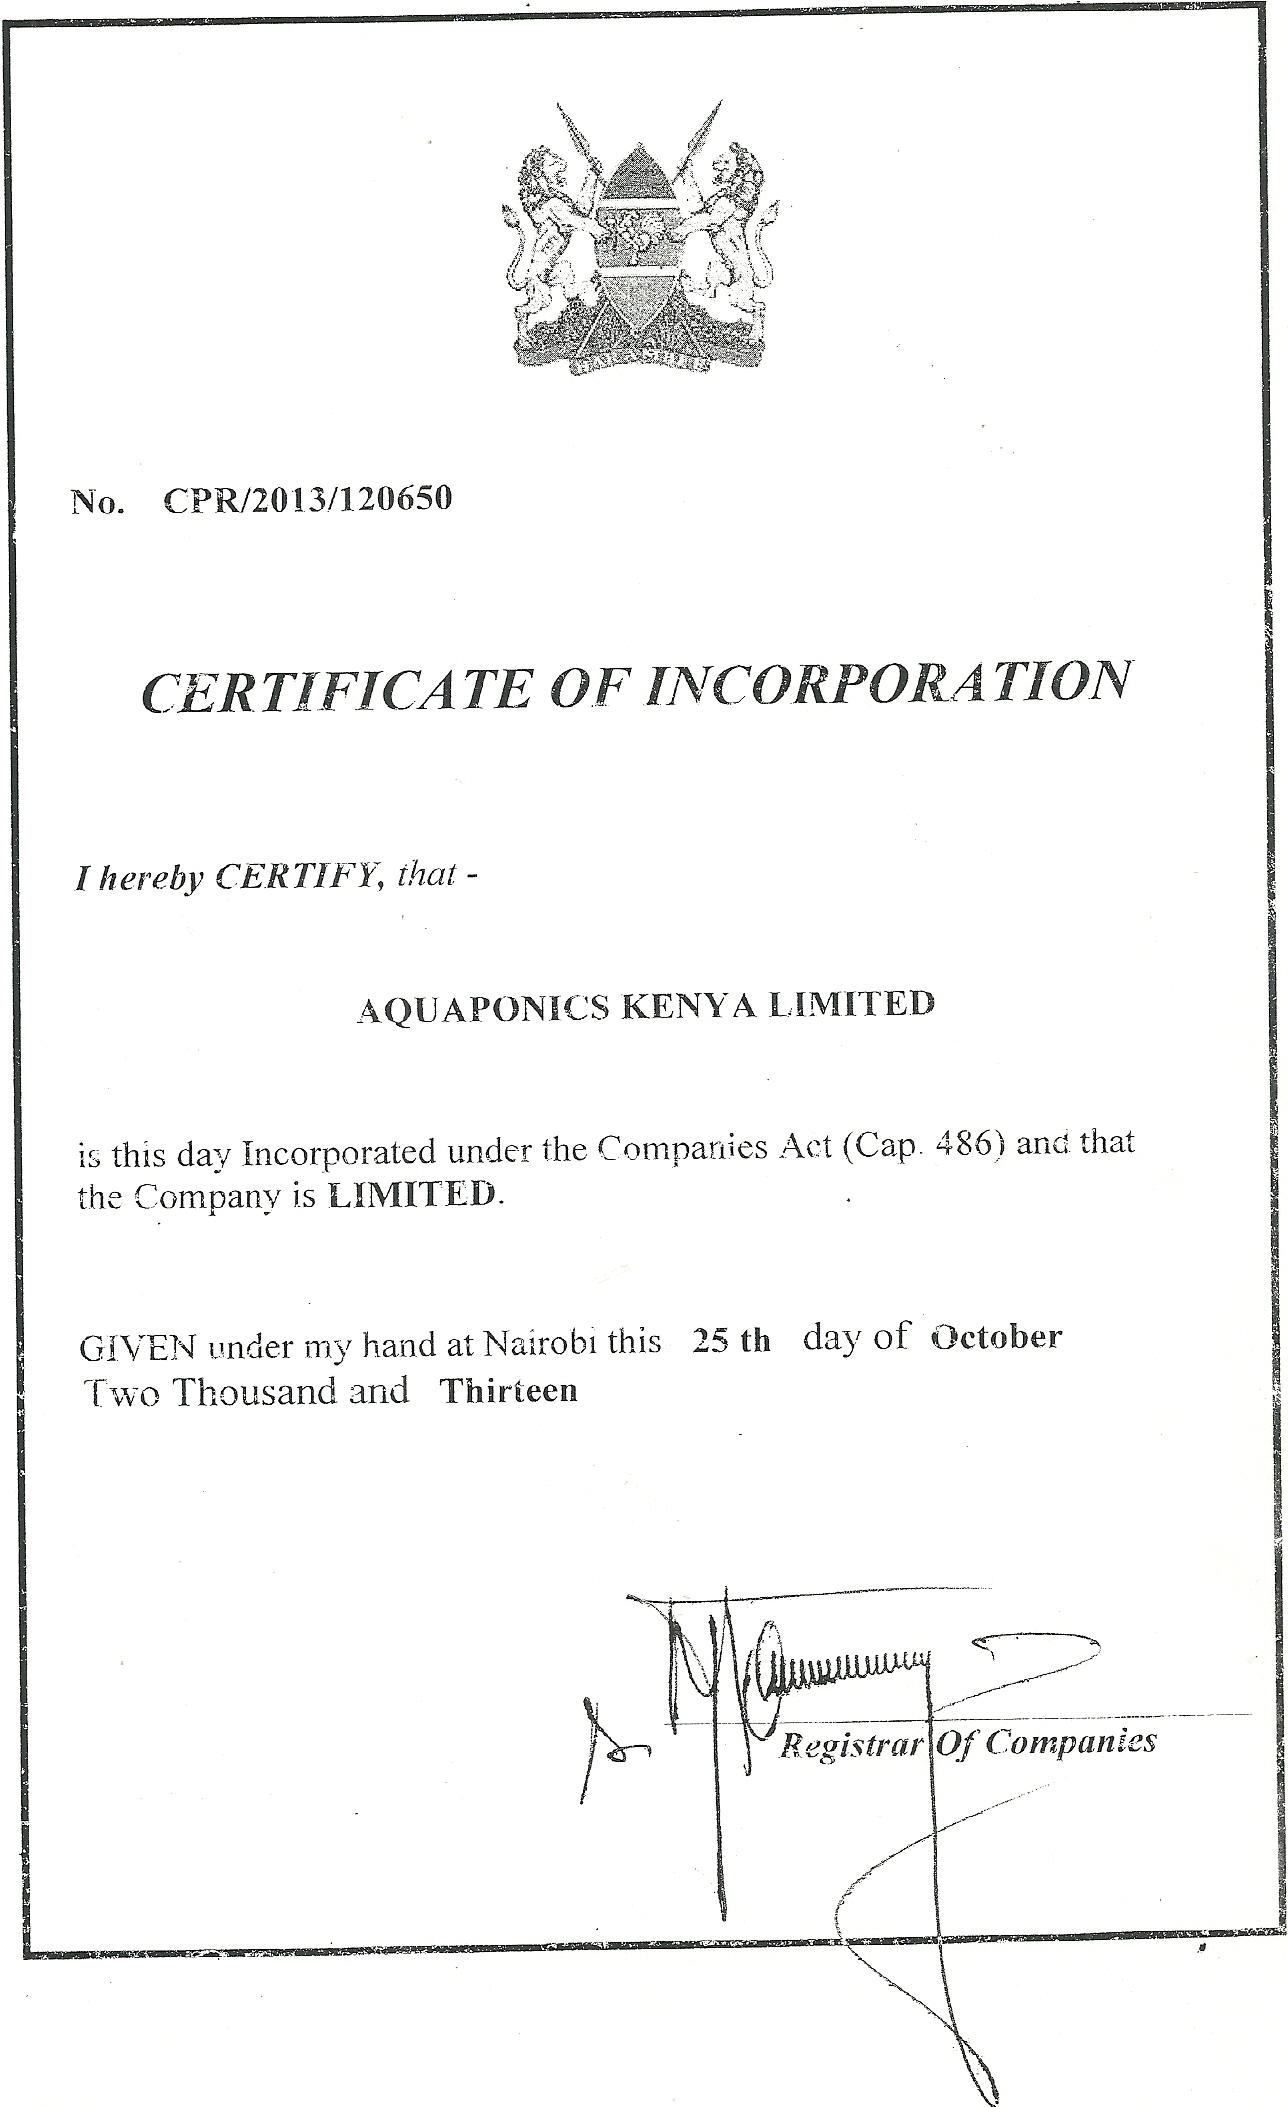 HARAMBEE
No. CPR/2013/120650
CERTIFICATE OF INCORPORATION
I hereby CERTIFY, that -
AQUAPONICS KENYA LIMITED
is this day Incorporated under the Companies Act (Cap. 486) and that
the Company is LIMITED.
GIVEN under my hand at Nairobi this 25 th day of October
Two Thousand and Thirteen
Registrar Of Companies